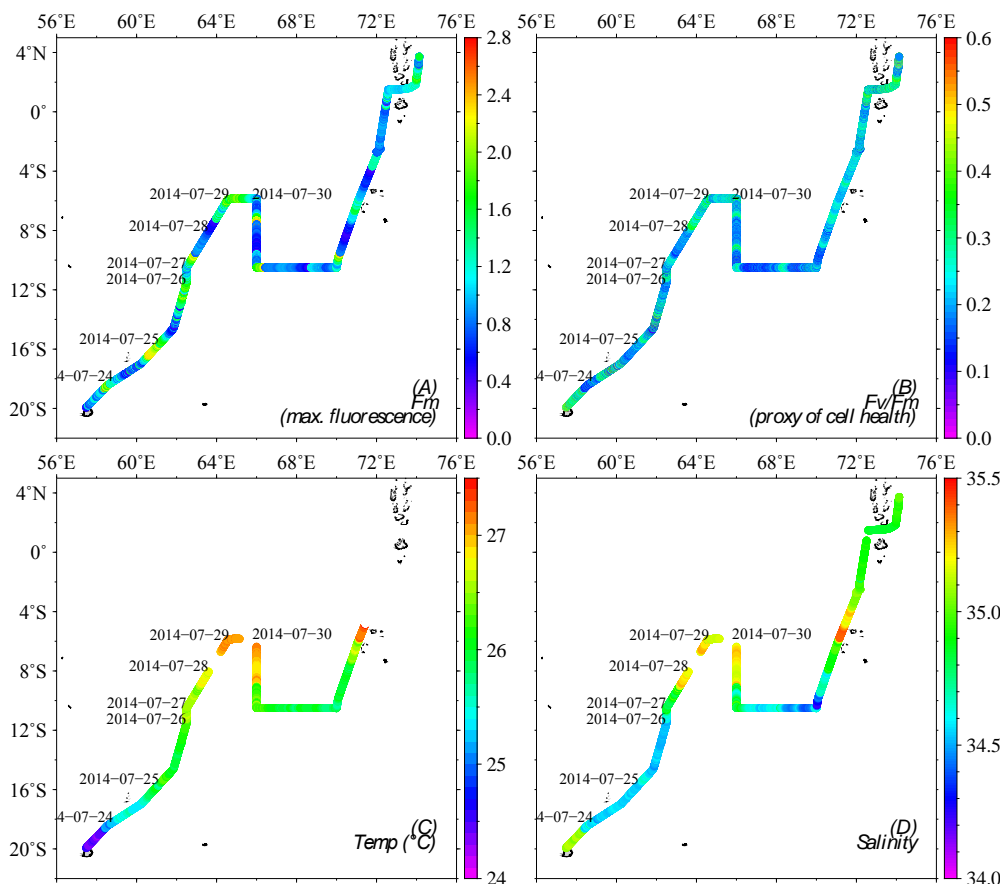 56˚E 60˚E 64˚E 68˚E 72˚E 76˚E 56˚E 60˚E 64˚E 68˚E 72˚E 76˚E
4˚N 2.8 0.6
2.4 0.5
0˚ 2.0
4˚S 1.6 0.4
2014−07−29 2014−07−30 2014−07−29 2014−07−30
8˚S 2014−07−28 1.2 0.3 2014−07−28
2014−07−27 2014−07−27
12˚S 2014−07−26 0.8 0.2 2014−07−26
16˚S 2014−07−25 2014−07−25
4−07−24 0.4 0.1 4−07−24
(A) (B)
20˚S Fm Fv/Fm
(max. fluorescence) (proxy of cell health)
0.0 0.0
56˚E 60˚E 64˚E 68˚E 72˚E 76˚E 56˚E 60˚E 64˚E 68˚E 72˚E 76˚E
4˚N 35.5
27
0˚
4˚S 26 35.0
2014−07−29 2014−07−30 2014−07−29 2014−07−30
8˚S 2014−07−28 2014−07−28
2014−07−27 2014−07−27
12˚S 2014−07−26 2014−07−26
25 34.5
16˚S 2014−07−25 2014−07−25
4−07−24 4−07−24
(C) (D)
20˚S Temp (˚C) Salinity
24 34.0